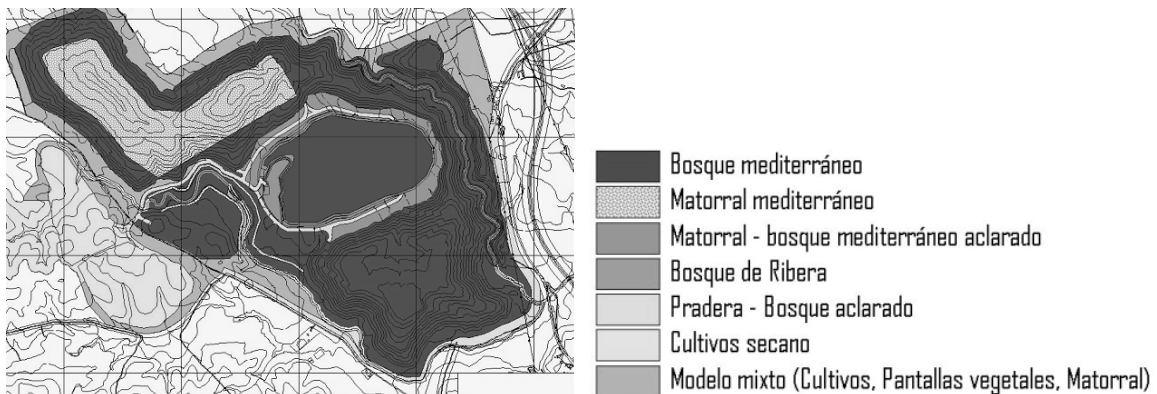 Bosque mediterráneo
Matorral mediterráneo
Matorral - bosque mediterráneo aclarado
Bosque de Ribera
Pradera - Bosque aclarado
Cultivos secano
Modelo mixto (Cultivos, Pantallas vegetales, Matorral)